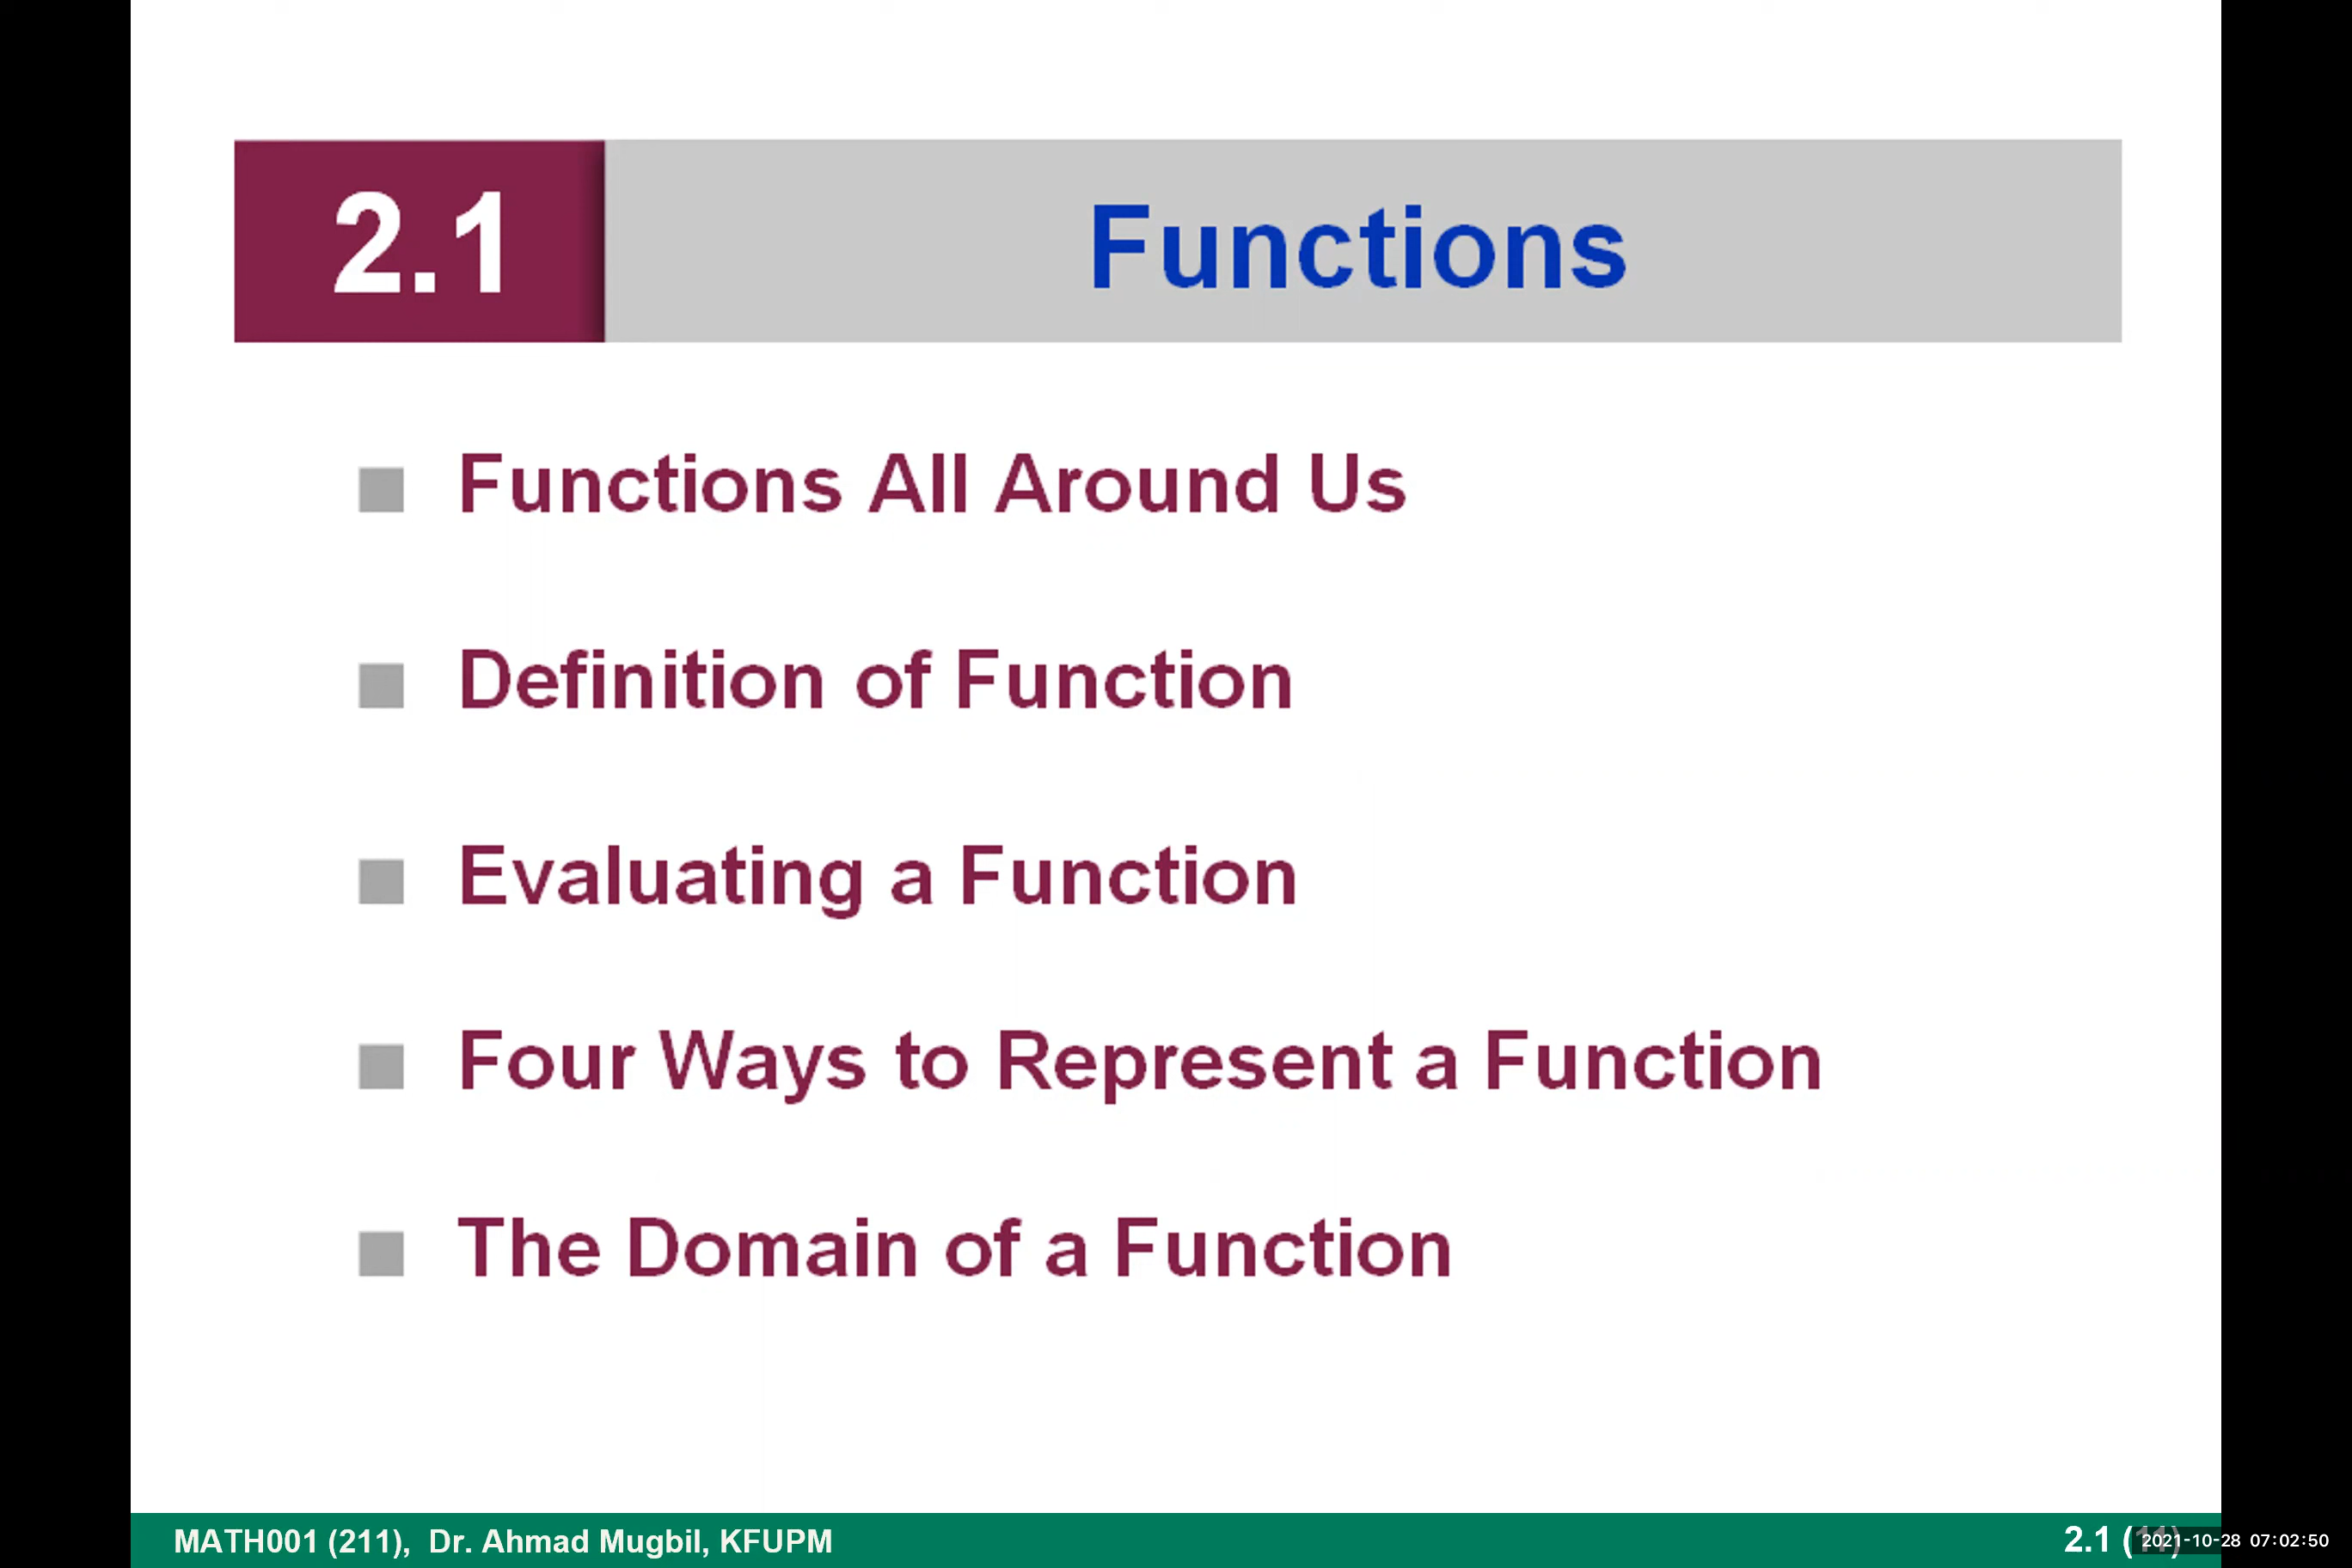 2.1 Functions
Functions All Around Us
Definition of Function
Evaluating a Function
Four Ways to Represent a Function
The Domain of a Function
MATH001 (211), Dr. Ahmad Mugbil, KFUPM
2.1 (11)
2021-10-28 07:02:50